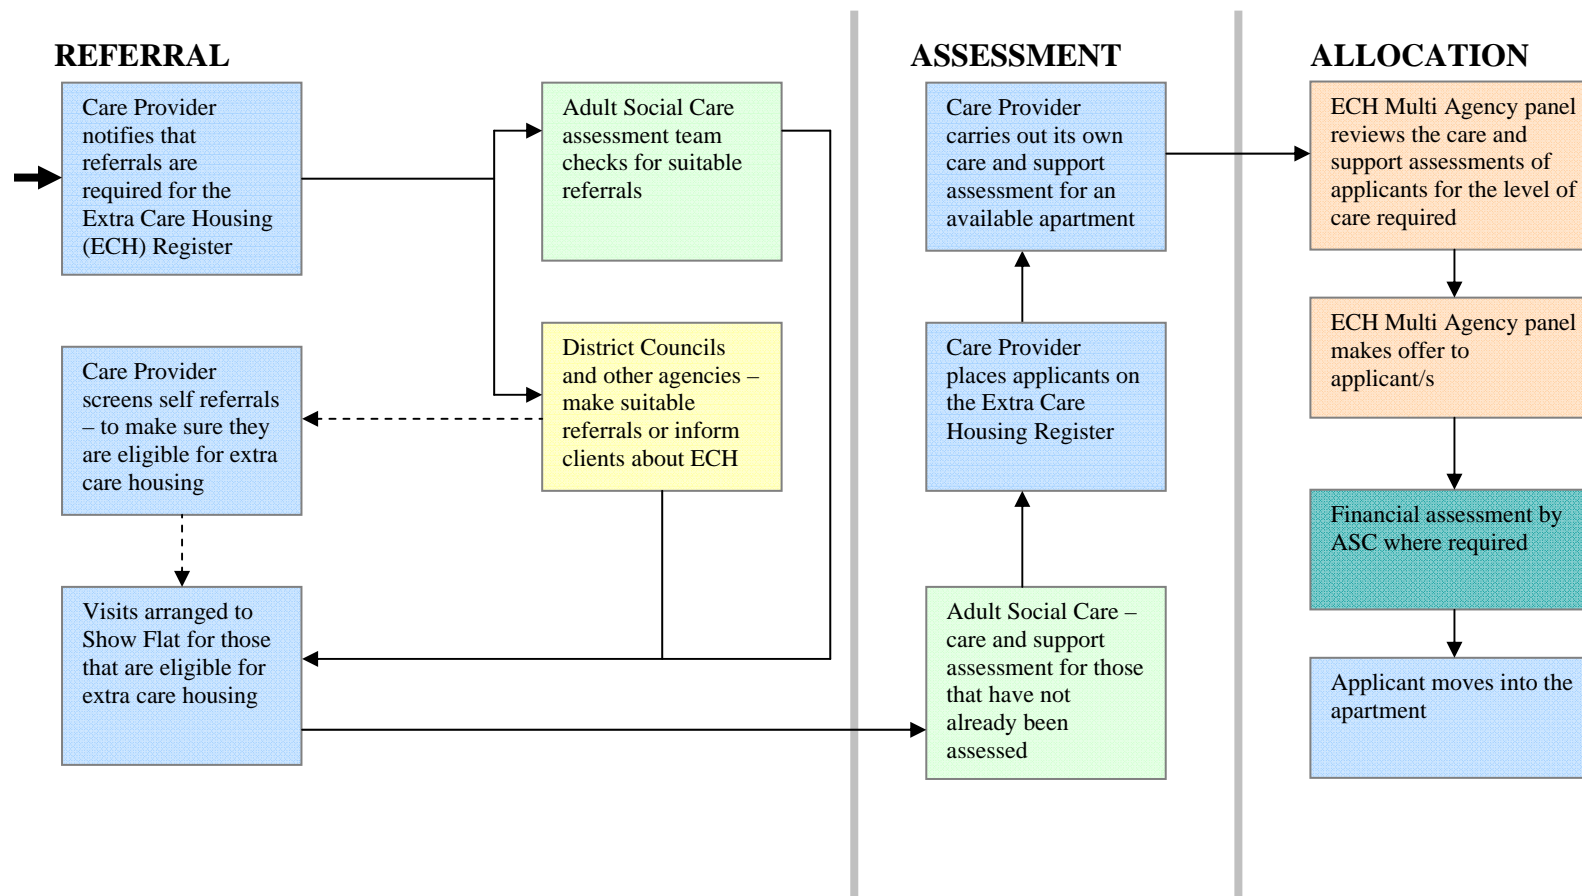 REFERRAL
Care Provider
notifies that
referrals are
required for the
Extra Care Housing
(ECH) Register
Adult Social Care
assessment team
checks for suitable
referrals
Care Provider
screens self referrals
– to make sure they
are eligible for extra
care housing
District Councils
and other agencies –
make suitable
referrals or inform
clients about ECH
Visits arranged to
Show Flat for those
that are eligible for
extra care housing
ASSESSMENT
Care Provider
carries out its own
care and support
assessment for an
available apartment
Care Provider
places applicants on
the Extra Care
Housing Register
Adult Social Care –
care and support
assessment for those
that have not
already been
assessed
ALLOCATION
ECH Multi Agency panel
reviews the care and
support assessments of
applicants for the level of
care required
ECH Multi Agency panel
makes offer to
applicant/s
Financial assessment by
ASC where required
Applicant moves into the
apartment